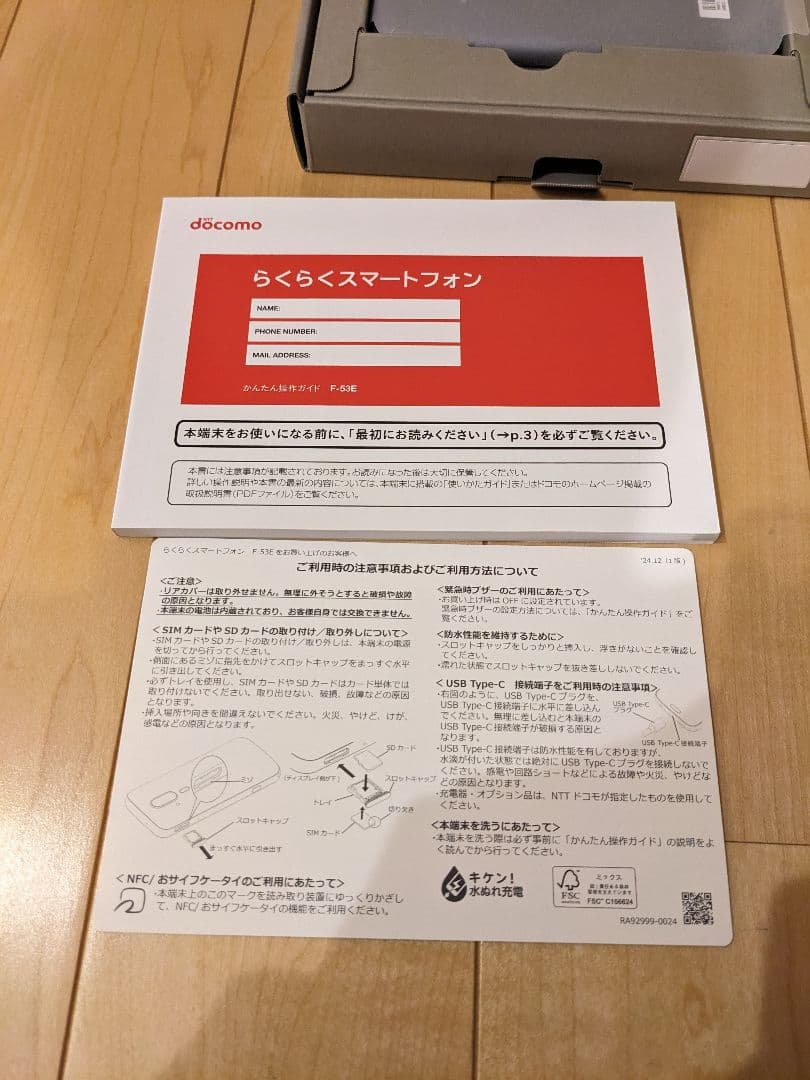 NTT
docomo
らくらくスマートフォン
NAME:
PHONE NUMBER:
MAIL ADDRESS:
かんたん操作ガイド F-53E
本端末をお使いになる前に、「最初にお読みください」(→p.3)を必ずご覧ください。
本書には注意事項が記載されております。お読みになった後は大切に保管してください。
詳しい操作説明や本書の最新の内容については、本端末に搭載の「使いかたガイド」またはドコモのホームページ掲載の
取扱説明書(PDFファイル)をご覧ください。
らくらくスマートフォン F-53Eをお買い上げのお客様へ
'24.12(1版)
ご利用時の注意事項およびご利用方法について
<ご注意>
・リアカバーは取り外せません。無理に外そうとすると破損や故障
の原因となります。
・本端末の電池は内蔵されており、お客様自身では交換できません。
<SIMカードやSDカードの取り付け／取り外しについて>
・SIMカードやSDカードの取り付け／取り外しは、本端末の電源
を切ってから行ってください。
・側面にあるミゾに指先をかけてスロットキャップをまっすぐ水平
に引き出してください。
・必ずトレイを使用し、SIMカードやSDカードはカード単体では
取り付けないでください。取り出せない、破損、故障などの原因
となります。
・挿入場所や向きを間違えないでください。火災、やけど、けが、
感電などの原因となります。
ミゾ
スロットキャップ
まっすぐ水平に引き出す
(ディスプレイ側が下)
SDカード
スロットキャップ
トレイ
切り欠き
SIMカード
<NFC/おサイフケータイのご利用にあたって>
・本端末上のこのマークを読み取り装置にゆっくりかざし
て、NFC/おサイフケータイの機能をご利用ください。
<緊急時ブザーのご利用にあたって>
・お買い上げ時はOFFに設定されています。
緊急時ブザーの設定方法については、「かんたん操作ガイド」をご
覧ください。
<防水性能を維持するために>
・スロットキャップをしっかりと挿入し、浮きがないことを確認し
てください。
・濡れた状態でスロットキャップを抜き差ししないでください。
<USB Type-C 接続端子をご利用時の注意事項>
・右図のように、USB Type-Cプラグを、
USB Type-C接続端子に水平に差し込ん
でください。無理に差し込むと本端末の
USB Type-C接続端子が破損する原因と
なります。
USB Type-C
プラグ
USB Type-C接続端子
・USB Type-C接続端子は防水性能を有しておりますが、
水滴が付いた状態では絶対にUSB Type-Cプラグを接続しないで
ください。感電や回路ショートなどによる故障や火災、やけどな
どの原因となります。
・充電器・オプション品は、NTTドコモが指定したものを使用して
ください。
<本端末を洗うにあたって>
・本端末を洗う際は必ず事前に「かんたん操作ガイド」の説明をよ
く読んでから行ってください。
キケン!
水ぬれ充電
FSC
ミックス
FSC® C156624
RA92999-0024